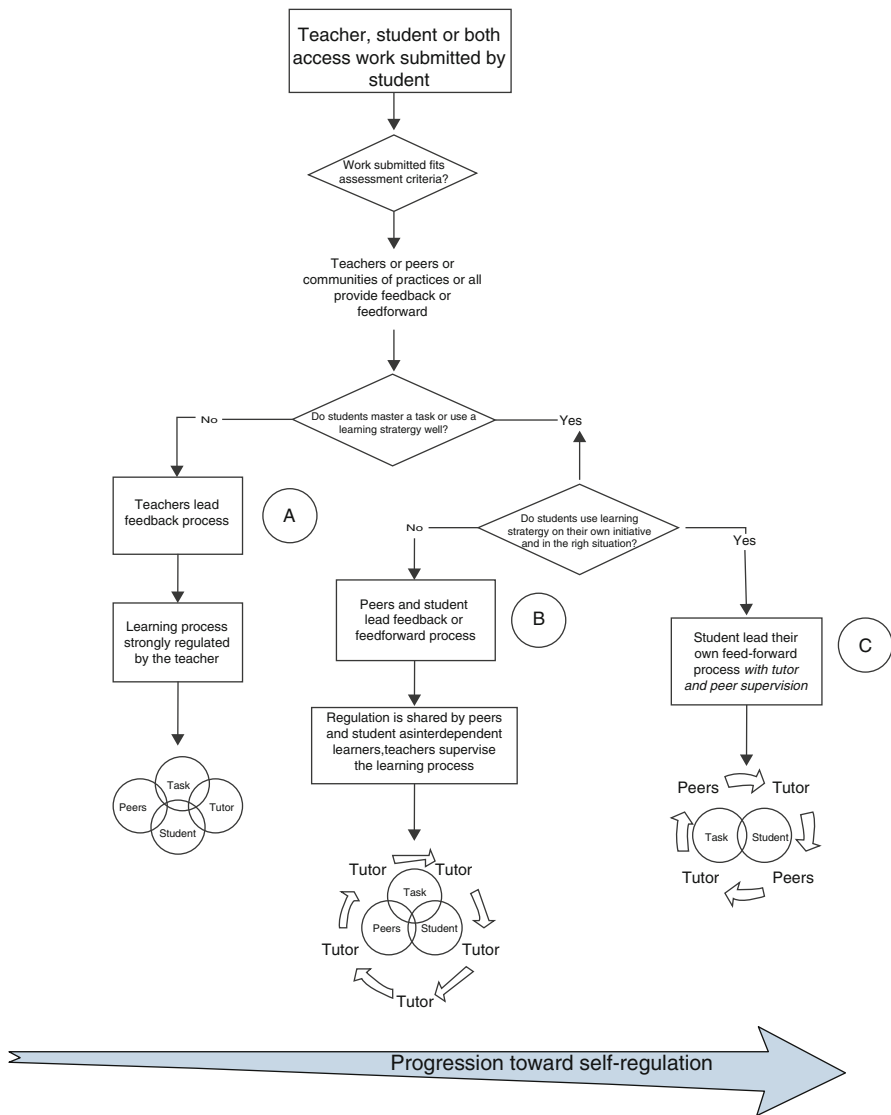 Teacher, student or both
access work submitted by
student
Work submitted fits
assessment criteria?
Teachers or peers or
communities of practices or all
provide feedback or
feedforward
Do students master a task or use a
learning stratergy well?
No
Yes
Teachers lead
feedback process
A
Do students use learning
stratergy on their own initiative
and in the righ situation?
No
Yes
Learning process
strongly regulated
by the teacher
Peers and student
lead feedback or
feedforward process
B
Student lead their
own feed-forward
process with tutor
and peer supervision
C
Regulation is shared by peers
and student asinterdependent
learners,teachers supervise
the learning process
Task
Peers
Tutor
Student
Tutor
Tutor
Task
Peers
Student
Tutor
Tutor
Tutor
Peers
Tutor
Task
Student
Tutor
Peers
Progression toward self-regulation